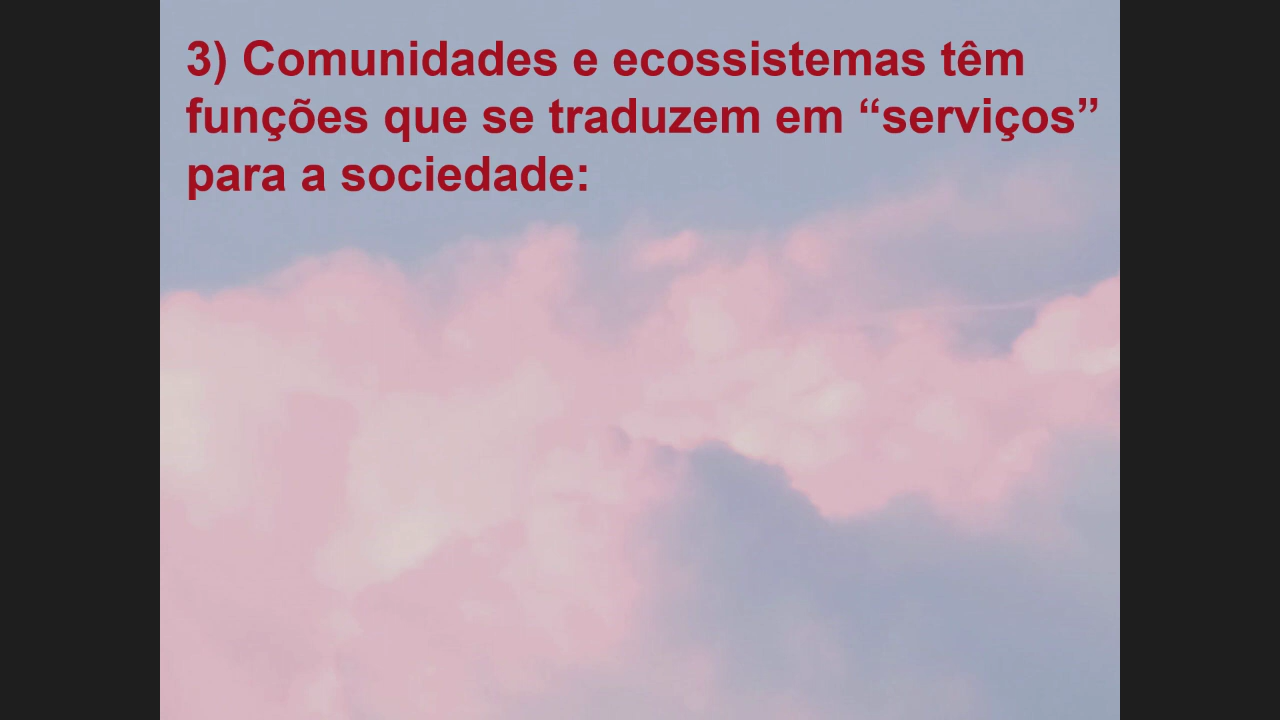 3) Comunidades e ecossistemas têm
funções que se traduzem em “serviços”
para a sociedade: